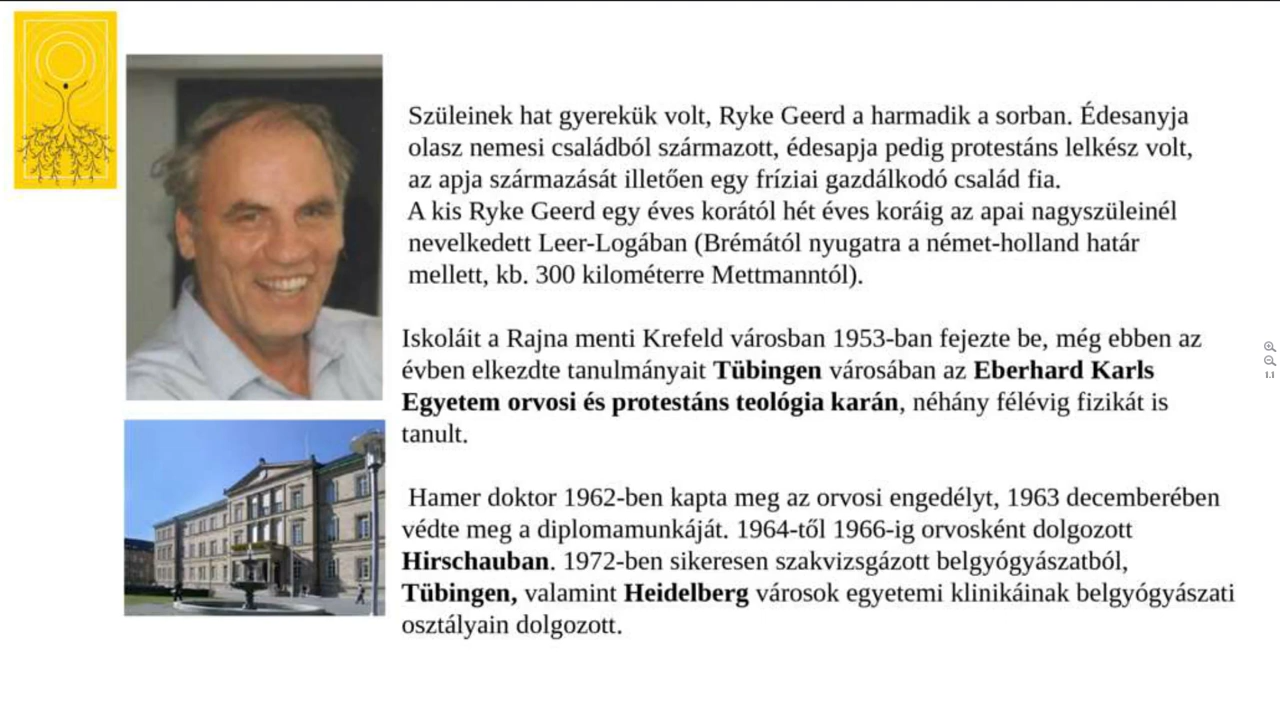 Szüleinek hat gyerekük volt, Ryke Geerd a harmadik a sorban. Édesanyja
olasz nemesi családból származott, édesapja pedig protestáns lelkész volt,
az apja származását illetően egy fríziai gazdálkodó család fia.
A kis Ryke Geerd egy éves korától hét éves koráig az apai nagyszüleinél
nevelkedett Leer-Logában (Brémától nyugatra a német-holland határ
mellett, kb. 300 kilométerre Mettmanntól).
Iskoláit a Rajna menti Krefeld városban 1953-ban fejezte be, még ebben az
évben elkezdte tanulmányait Tübingen városában az Eberhard Karls
Egyetem orvosi és protestáns teológia karán, néhány félévig fizikát is
tanult.
Hamer doktor 1962-ben kapta meg az orvosi engedélyt, 1963 decemberében
védte meg a diplomamunkáját. 1964-től 1966-ig orvosként dolgozott
Hirschauban. 1972-ben sikeresen szakvizsgázott belgyógyászatból,
Tübingen, valamint Heidelberg városok egyetemi klinikáinak belgyógyászati
osztályain dolgozott.
1:1